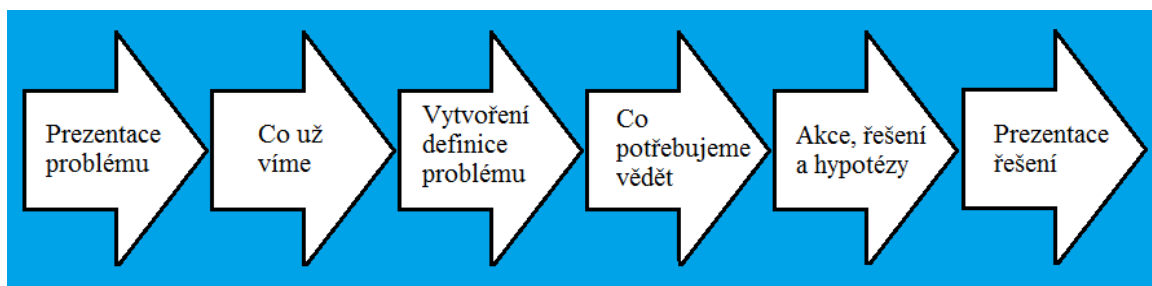 Prezentace
problému
Co už
víme
Vytvoření
definice
problému
Co
potřebujeme
vědět
Akce, řešení
a hypotézy
Prezentace
řešení